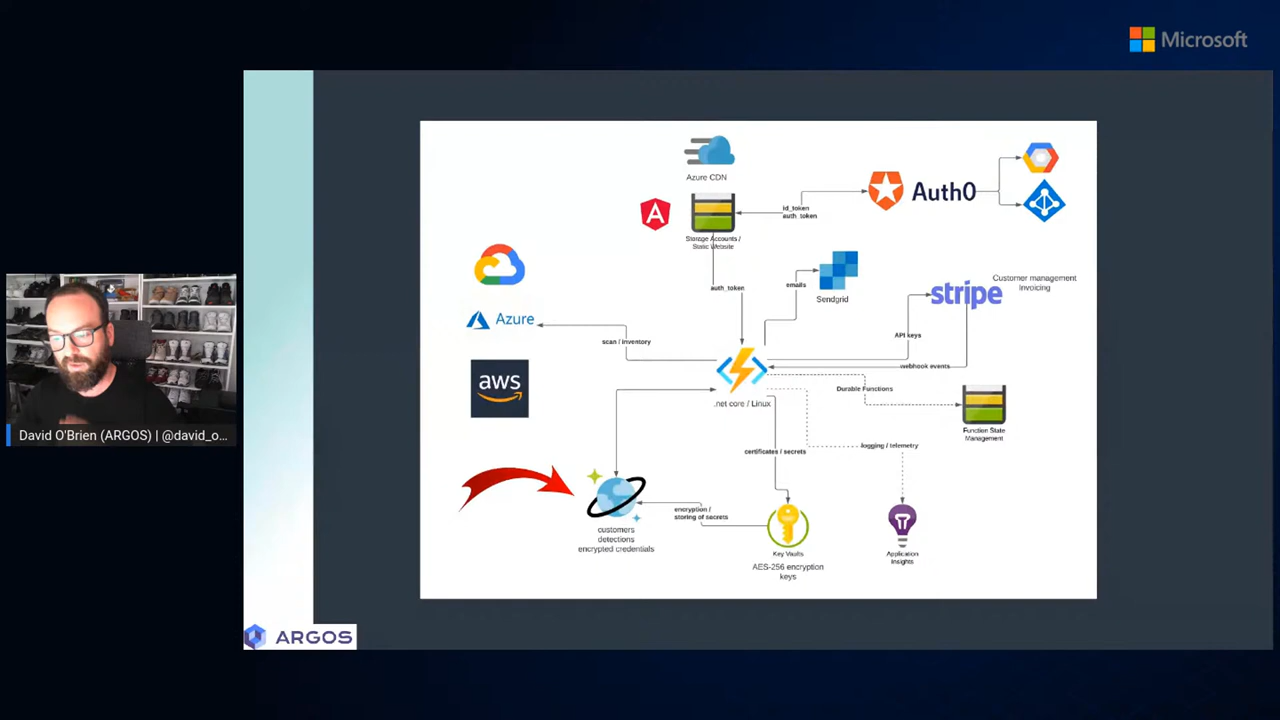 Microsoft
Azure CDN
Auth0
id_token
auth_token
Storage Accounts /
Static Website
auth_token
emails
Sendgrid
stripe
Customer management
Invoicing
Azure
scan / inventory
API keys
webhook events
aws
.net core / Linux
Durable Functions
Function State
Management
certificates / secrets
logging / telemetry
David O'Brien (ARGOS) | @david_o...
encryption /
storing of secrets
customers
detections
encrypted credentials
Key Vaults
AES-256 encryption
keys
Application
Insights
ARGOS